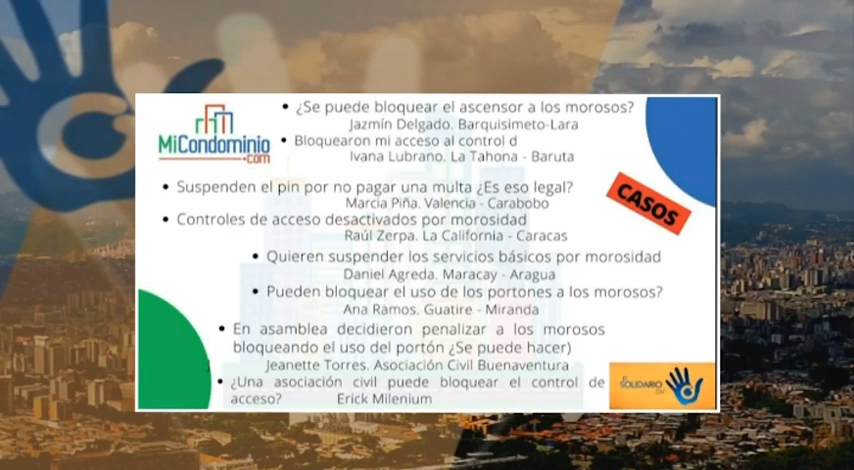 MiCondominio
.com
• ¿Se puede bloquear el ascensor a los morosos?
Jazmín Delgado. Barquisimeto-Lara
• Bloquearon mi acceso al control d
Ivana Lubrano. La Tahona - Baruta
• Suspenden el pin por no pagar una multa ¿Es eso legal?
Marcia Piña. Valencia - Carabobo
CASOS
• Controles de acceso desactivados por morosidad
Raúl Zerpa. La California - Caracas
• Quieren suspender los servicios básicos por morosidad
Daniel Agreda. Maracay - Aragua
• Pueden bloquear el uso de los portones a los morosos?
Ana Ramos. Guatire - Miranda
• En asamblea decidieron penalizar a los morosos
bloqueando el uso del portón ¿Se puede hacer)
Jeanette Torres. Asociación Civil Buenaventura
• ¿Una asociación civil puede bloquear el control de
acceso? Erick Milenium
SOLIDARIO